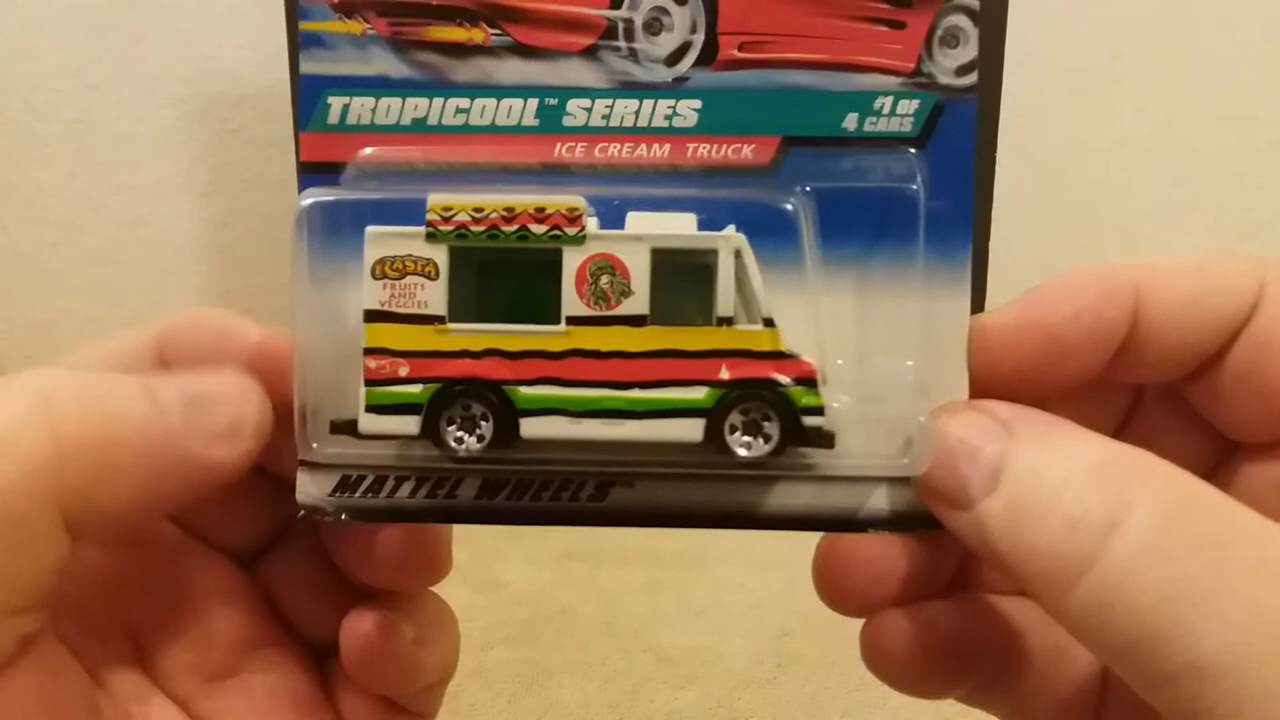 TROPICOOL™ SERIES
#1 OF
4 CARS
ICE CREAM TRUCK
RASTA
FRUITS
AND
VEGGIES
MATTEL WHEELS™